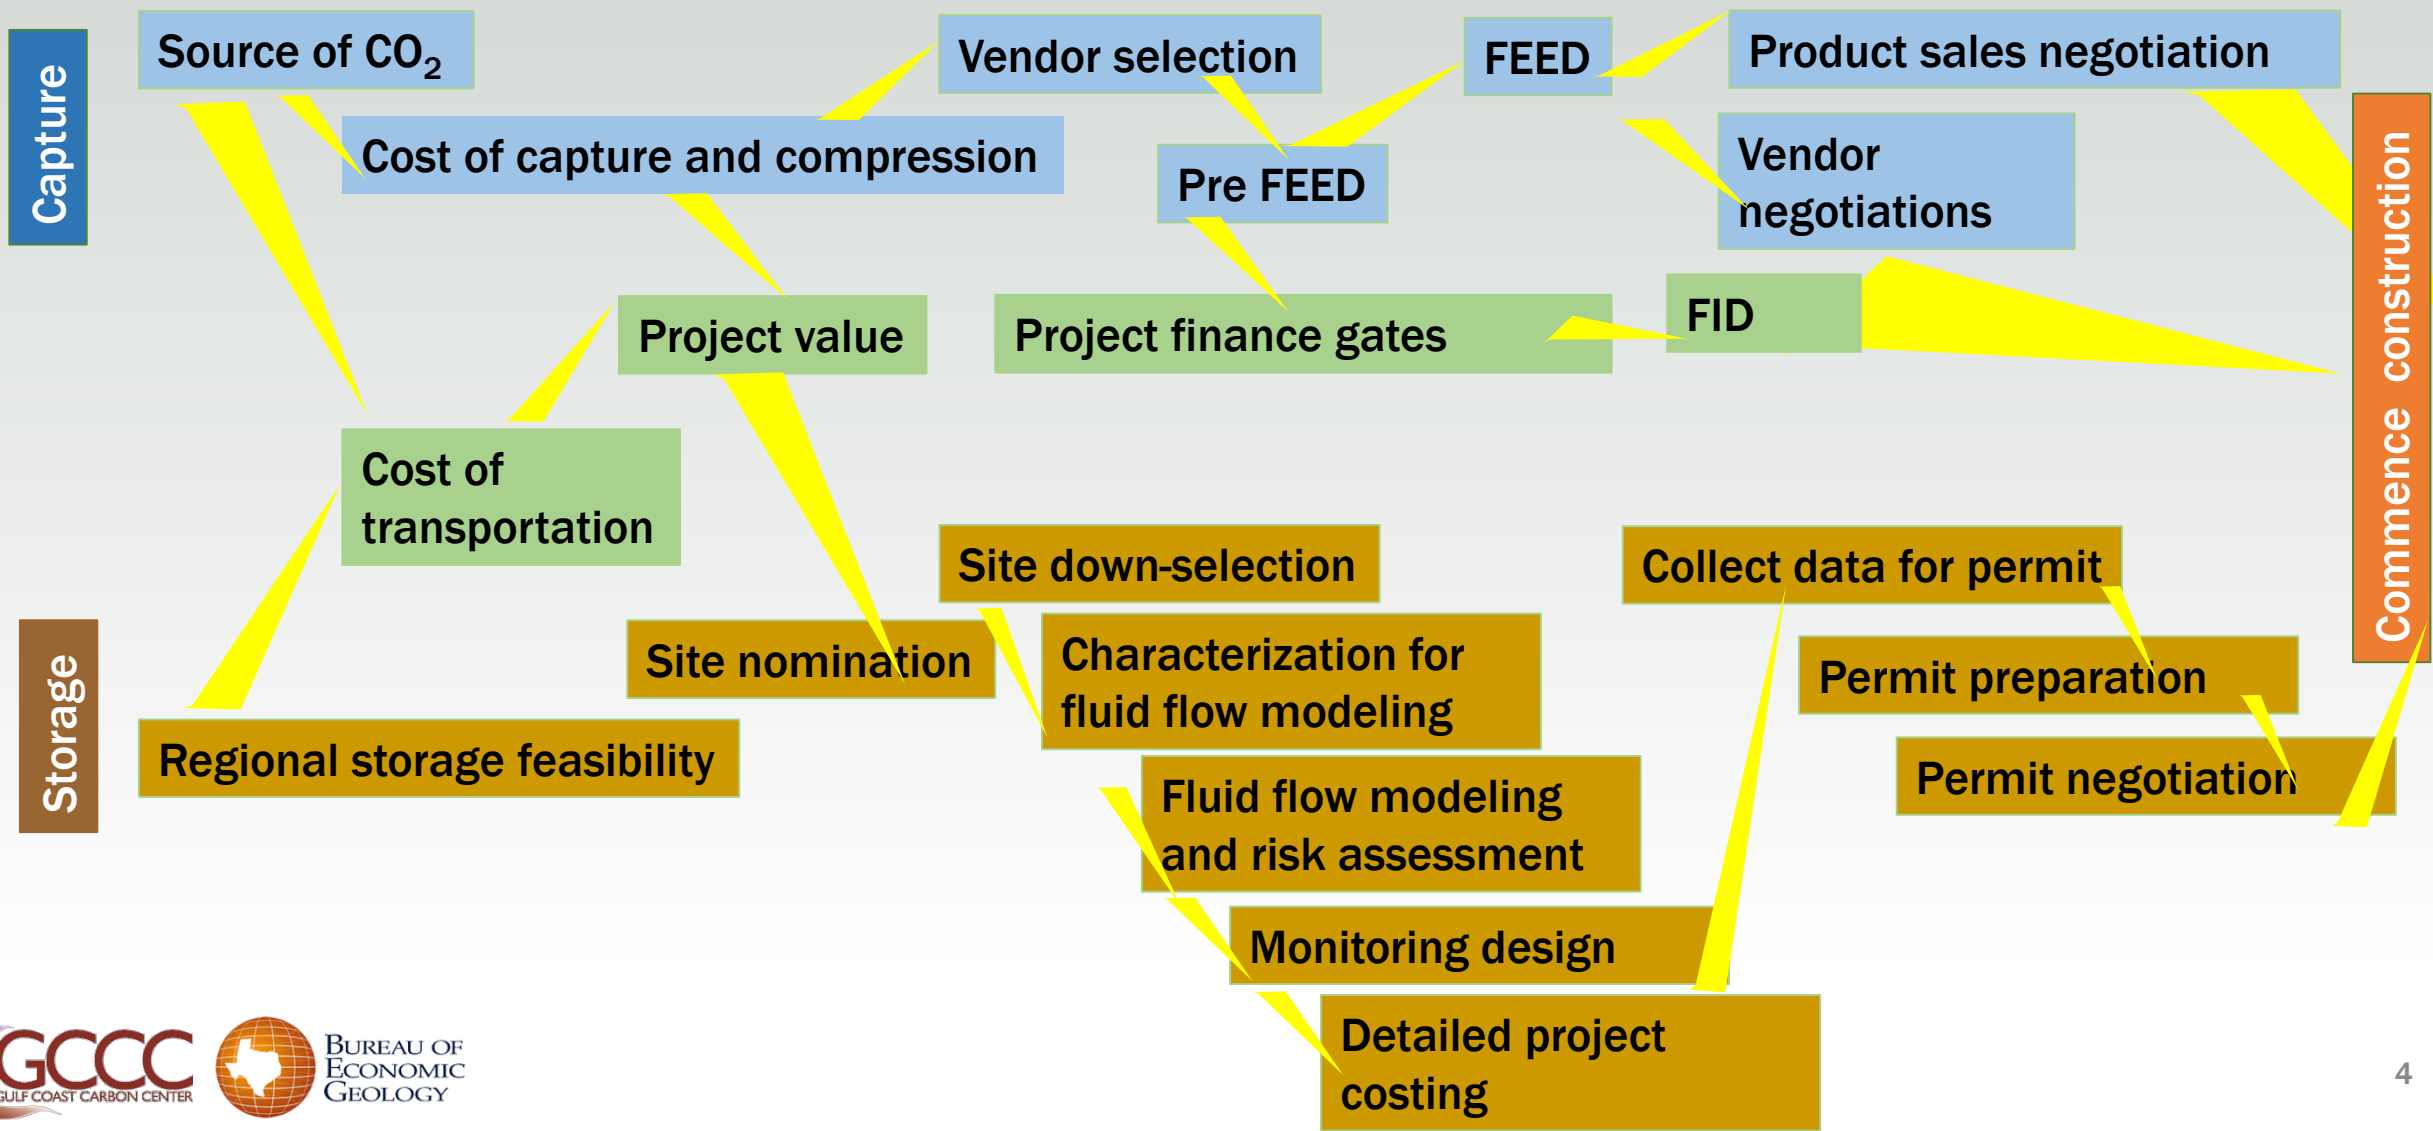 Capture
Source of CO₂
Cost of capture and compression
Vendor selection
Pre FEED
FEED
Product sales negotiation
Vendor
negotiations
Project value
Project finance gates
FID
Cost of
transportation
Commence construction
Storage
Regional storage feasibility
Site nomination
Site down-selection
Characterization for
fluid flow modeling
Fluid flow modeling
and risk assessment
Monitoring design
Detailed project
costing
Collect data for permit
Permit preparation
Permit negotiation
GCCC
GULF COAST CARBON CENTER
BUREAU OF
ECONOMIC
GEOLOGY
4